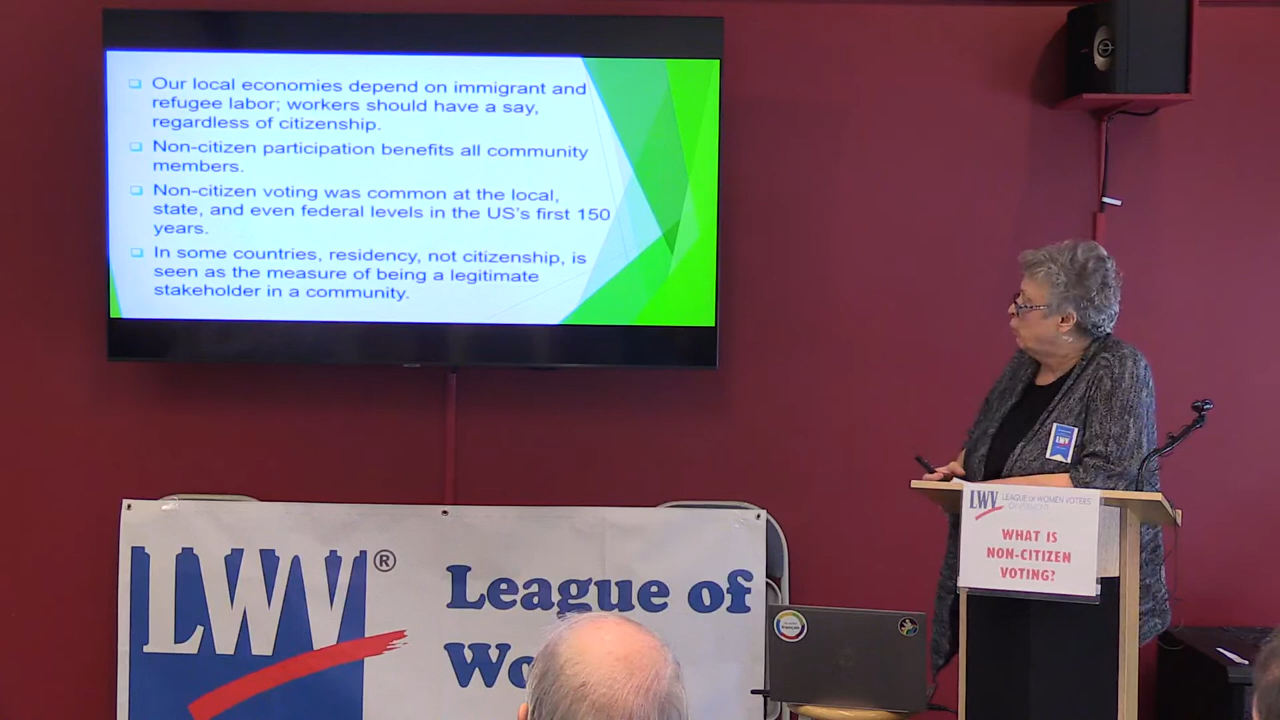 Our local economies depend on immigrant and
refugee labor; workers should have a say,
regardless of citizenship.
Non-citizen participation benefits all community
members.
Non-citizen voting was common at the local,
state, and even federal levels in the US's first 150
years.
In some countries, residency, not citizenship, is
seen as the measure of being a legitimate
stakeholder in a community.
LWV
LWV LEAGUE OF WOMEN VOTERS
OF VERMONT
WHAT IS
NON-CITIZEN
VOTING?
LWV®
League of
Wo